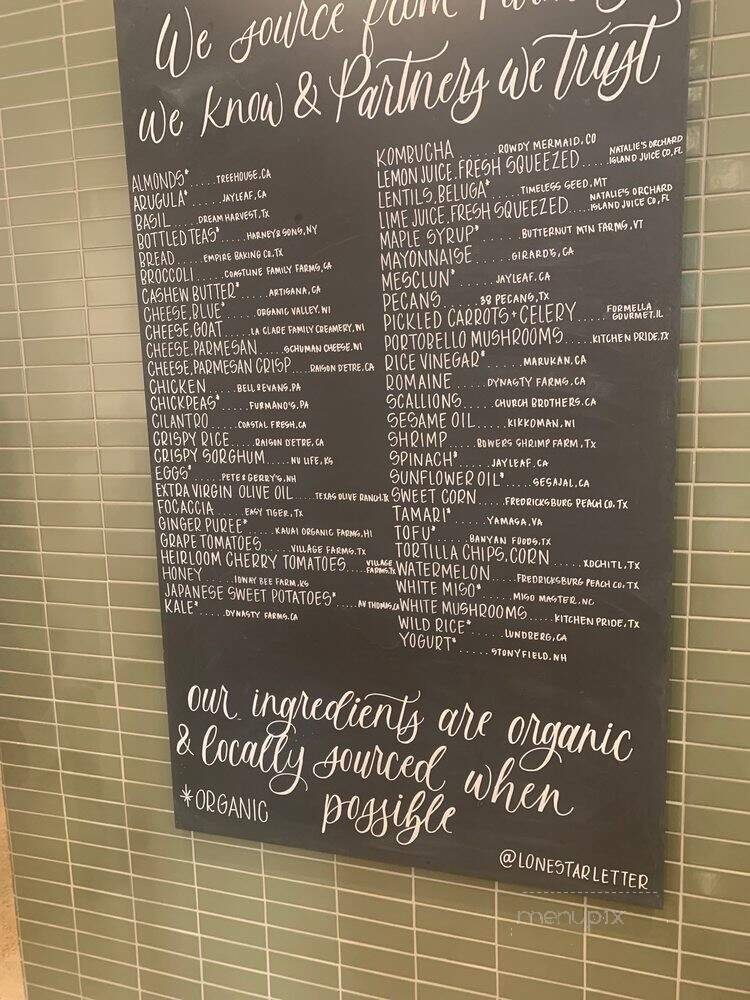 We source from
we know & Partners we trust
ALMONDS*.....TREEHOUSE.CA
ARUGULA*.....JAYLEAF,CA
BASIL.....DREAM HARVEST,TX
BOTTLED TEAS*.....HARNEY & SONS,NY
BREAD.....EMPIRE BAKING CO.TX
BROCCOLI.....COASTLINE FAMILY FARMS,CA
CASHEW BUTTER*.....ARTISANA,CA
CHEESE,BLUE*.....ORGANIC VALLEY.WI
CHEESE,GOAT.....LA CLARE FAMILY CREAMERY,WI
CHEESE,PARMESAN.....SCHUMAN CHEESE.WI
CHEESE,PARMESAN CRISP.....RAISON D'ETRE,CA
CHICKEN.....BELL & EVANS,PA
CHICKPEAS*.....FURMANO'S,PA
CILANTRO.....COASTAL FRESH,CA
CRISPY RICE.....RAISON D'ETRE,CA
CRISPY SORGHUM.....NU LIFE,KS
EGGS*.....PETE & GERRY'S,NH
EXTRA VIRGIN OLIVE OIL.....TEXAS OLIVE RANCH.TX
FOCACCIA.....EASY TIGER,TX
GINGER PUREE*.....KAUAI ORGANIC FARMS,HI
GRAPE TOMATOES.....VILLAGE FARMS.TX
HEIRLOOM CHERRY TOMATOES.....VILLAGE FARMS.TX
HONEY.....IOWAY BEE FARM,KS
JAPANESE SWEET POTATOES*.....AV THOMAS,CA
KALE*.....DYNASTY FARMS,CA
KOMBUCHA.....ROWDY MERMAID,CO
LEMON JUICE,FRESH SQUEEZED.....NATALIE'S ORCHARD ISLAND JUICE CO,FL
LENTILS,BELUGA*.....TIMELESS SEED,MT
LIME JUICE,FRESH SQUEEZED.....NATALIE'S ORCHARD ISLAND JUICE CO,FL
MAPLE SYRUP*.....BUTTERNUT MTN FARMS,VT
MAYONNAISE.....GIRARD'S,CA
MESCLUN*.....JAYLEAF,CA
PECANS.....38 PECANS,TX
PICKLED CARROTS + CELERY.....FORMELLA GOURMET.IL
PORTOBELLO MUSHROOMS.....KITCHEN PRIDE,TX
RICE VINEGAR*.....MARUKAN.CA
ROMAINE.....DYNASTY FARMS,CA
SCALLIONS.....CHURCH BROTHERS.CA
SESAME OIL.....KIKKOMAN,WI
SHRIMP.....BOWERS SHRIMP FARM,TX
SPINACH*.....JAYLEAF.CA
SUNFLOWER OIL*.....SESAJAL,CA
SWEET CORN.....FREDRICKSBURG PEACH CO,TX
TAMARI*.....YAMASA,VA
TOFU*.....BANYAN FOODS,TX
TORTILLA CHIPS,CORN.....XOCHITL,TX
WATERMELON.....FREDRICKSBURG PEACH CO,TX
WHITE MISO*.....MISO MASTER,NC
WHITE MUSHROOMS.....KITCHEN PRIDE,TX
WILD RICE*.....LUNDBERG,CA
YOGURT*.....STONYFIELD,NH
our ingredients are organic
& locally sourced when
possible
*ORGANIC
@LONESTARLETTER
menupix